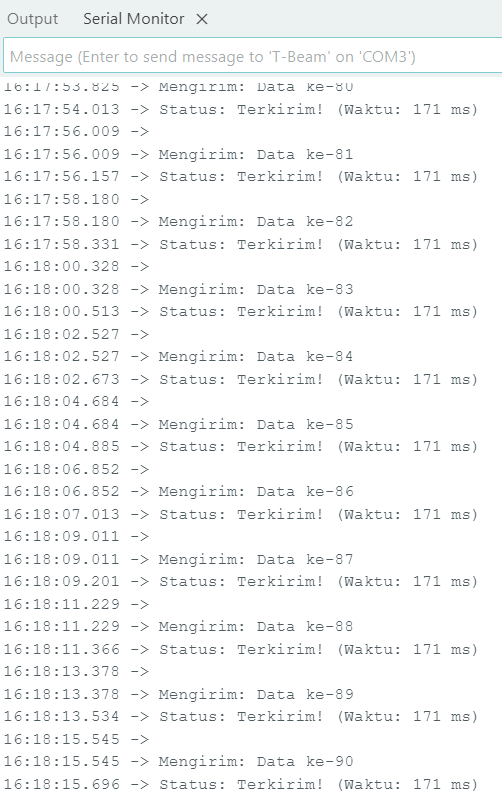 Output Serial Monitor ×
Message (Enter to send message to 'T-Beam' on 'COM3')
16:17:53.825 -> Mengirim: Data ke-80
16:17:54.013 -> Status: Terkirim! (Waktu: 171 ms)
16:17:56.009 ->
16:17:56.009 -> Mengirim: Data ke-81
16:17:56.157 -> Status: Terkirim! (Waktu: 171 ms)
16:17:58.180 ->
16:17:58.180 -> Mengirim: Data ke-82
16:17:58.331 -> Status: Terkirim! (Waktu: 171 ms)
16:18:00.328 ->
16:18:00.328 -> Mengirim: Data ke-83
16:18:00.513 -> Status: Terkirim! (Waktu: 171 ms)
16:18:02.527 ->
16:18:02.527 -> Mengirim: Data ke-84
16:18:02.673 -> Status: Terkirim! (Waktu: 171 ms)
16:18:04.684 ->
16:18:04.684 -> Mengirim: Data ke-85
16:18:04.885 -> Status: Terkirim! (Waktu: 171 ms)
16:18:06.852 ->
16:18:06.852 -> Mengirim: Data ke-86
16:18:07.013 -> Status: Terkirim! (Waktu: 171 ms)
16:18:09.011 ->
16:18:09.011 -> Mengirim: Data ke-87
16:18:09.201 -> Status: Terkirim! (Waktu: 171 ms)
16:18:11.229 ->
16:18:11.229 -> Mengirim: Data ke-88
16:18:11.366 -> Status: Terkirim! (Waktu: 171 ms)
16:18:13.378 ->
16:18:13.378 -> Mengirim: Data ke-89
16:18:13.534 -> Status: Terkirim! (Waktu: 171 ms)
16:18:15.545 ->
16:18:15.545 -> Mengirim: Data ke-90
16:18:15.696 -> Status: Terkirim! (Waktu: 171 ms)